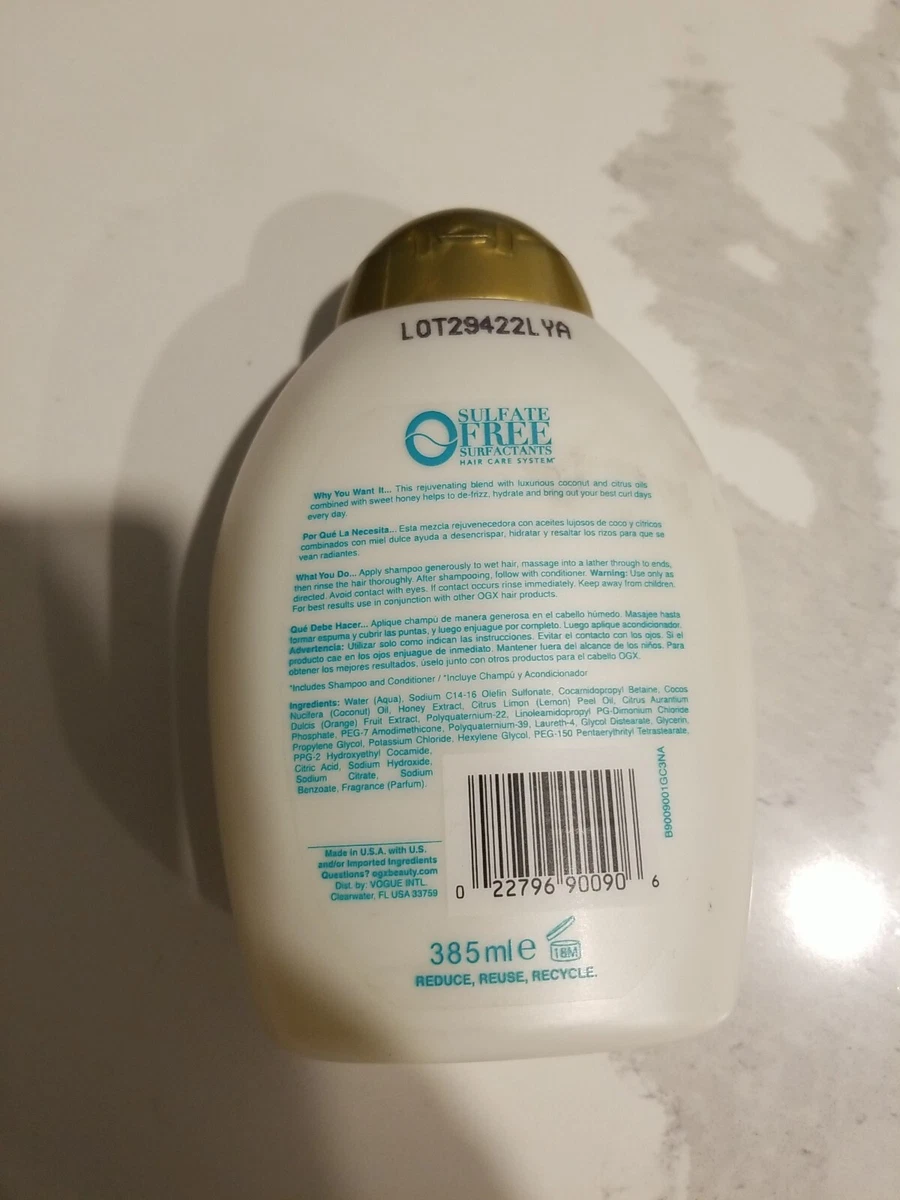 LOT29422LYA
SULFATE
FREE
SURFACTANTS
HAIR CARE SYSTEM
Why You Want It... This rejuvenating blend with luxurious coconut and citrus oils
combined with sweet honey helps to de-frizz, hydrate and bring out your best curl days
every day.
Por Qué La Necesita... Esta mezcla rejuvenecedora con aceites lujosos de coco y cítricos
combinados con miel dulce ayuda a desencrispar, hidratar y resaltar los rizos para que se
vean radiantes.
What You Do... Apply shampoo generously to wet hair, massage into a lather through to ends,
then rinse the hair thoroughly. After shampooing, follow with conditioner. Warning: Use only as
directed. Avoid contact with eyes. If contact occurs rinse immediately. Keep away from children.
For best results use in conjunction with other OGX hair products.
Qué Debe Hacer... Aplique champú de manera generosa en el cabello húmedo. Masajee hasta
formar espuma y cubrir las puntas, y luego enjuague por completo. Luego aplique acondicionador.
Advertencia: Utilizar solo como indican las instrucciones. Evitar el contacto con los ojos. Si el
producto cae en los ojos enjuague de inmediato. Mantener fuera del alcance de los niños. Para
obtener los mejores resultados, úselo junto con otros productos para el cabello OGX.
*Includes Shampoo and Conditioner / *Incluye Champú y Acondicionador
Ingredients: Water (Aqua), Sodium C14-16 Olefin Sulfonate, Cocamidopropyl Betaine, Cocos
Nucifera (Coconut) Oil, Honey Extract, Citrus Limon (Lemon) Peel Oil, Citrus Aurantium
Dulcis (Orange) Fruit Extract, Polyquaternium-22, Linoleamidopropyl PG-Dimonium Chloride
Phosphate, PEG-7 Amodimethicone, Polyquaternium-39, Laureth-4, Glycol Distearate, Glycerin,
Propylene Glycol, Potassium Chloride, Hexylene Glycol, PEG-150 Pentaerythrityl Tetrastearate,
PPG-2 Hydroxyethyl Cocamide,
Citric Acid, Sodium Hydroxide,
Sodium Citrate, Sodium
Benzoate, Fragrance (Parfum).
B9009001GC3NA
Made in U.S.A. with U.S.
and/or Imported Ingredients
Questions? ogxbeauty.com
Dist. by: VOGUE INTL.
Clearwater, FL USA 33759
0 22796 90090 6
385ml e 18M
REDUCE, REUSE, RECYCLE.